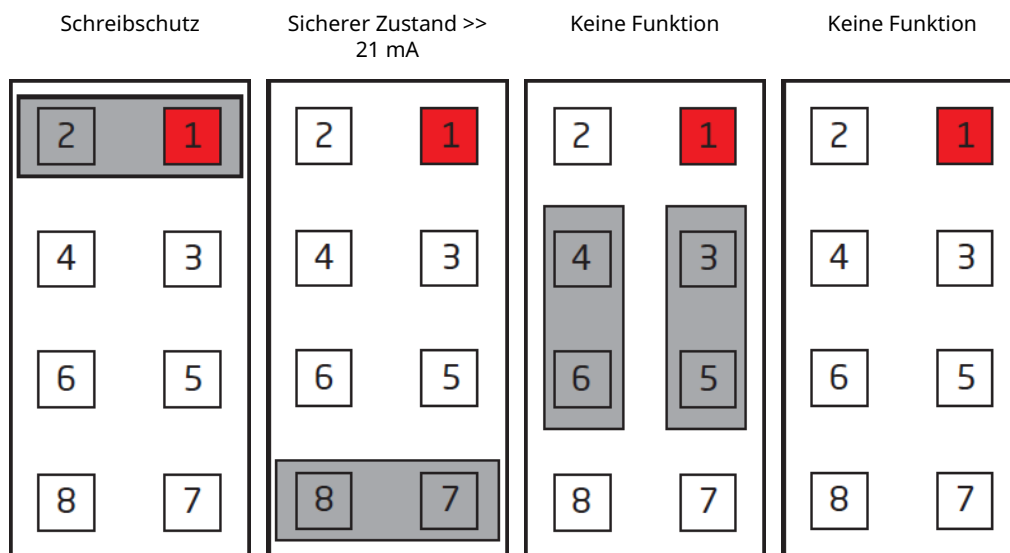 Schreibschutz
Sicherer Zustand >>
21 mA
Keine Funktion
Keine Funktion
2 1 2 1 2 1 2 1
4 3 4 3 4 3 4 3
6 5 6 5 6 5 6 5
8 7 8 7 8 7 8 7